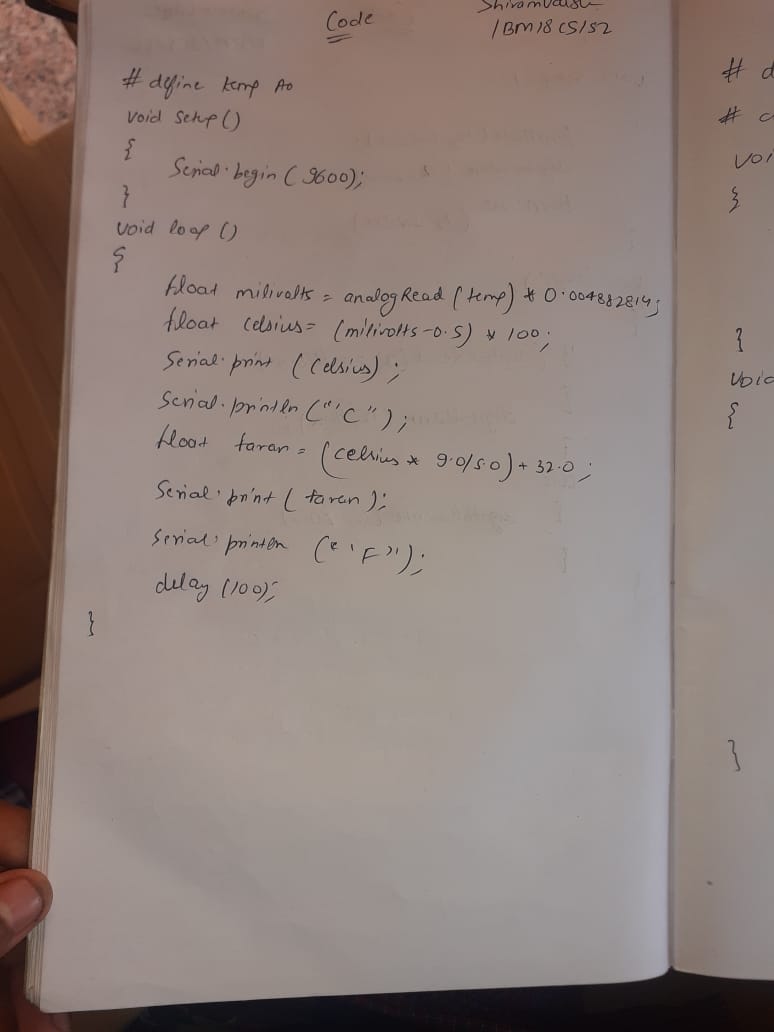 Code
1BM18CS152
# define temp A0
void setup()
{
Serial.begin(9600);
}
void loop()
{
float milivolts = analogRead(temp) * 0.004882814;
float celsius = (milivolts-0.5) * 100;
Serial.print (celsius);
Serial.println ("'C");
float faran = (celsius * 9.0/5.0) + 32.0;
Serial.print (faran);
Serial.println ("'F");
delay (100);
}
# d
#
voi
}
}
void
{
}